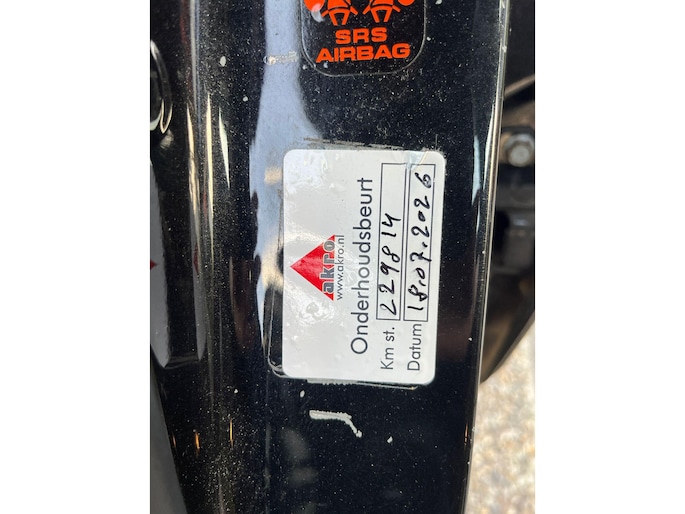 SRS
AIRBAG
akro
www.akro.nl
Onderhoudsbeurt
Km st. 229814
Datum 18.07.2026